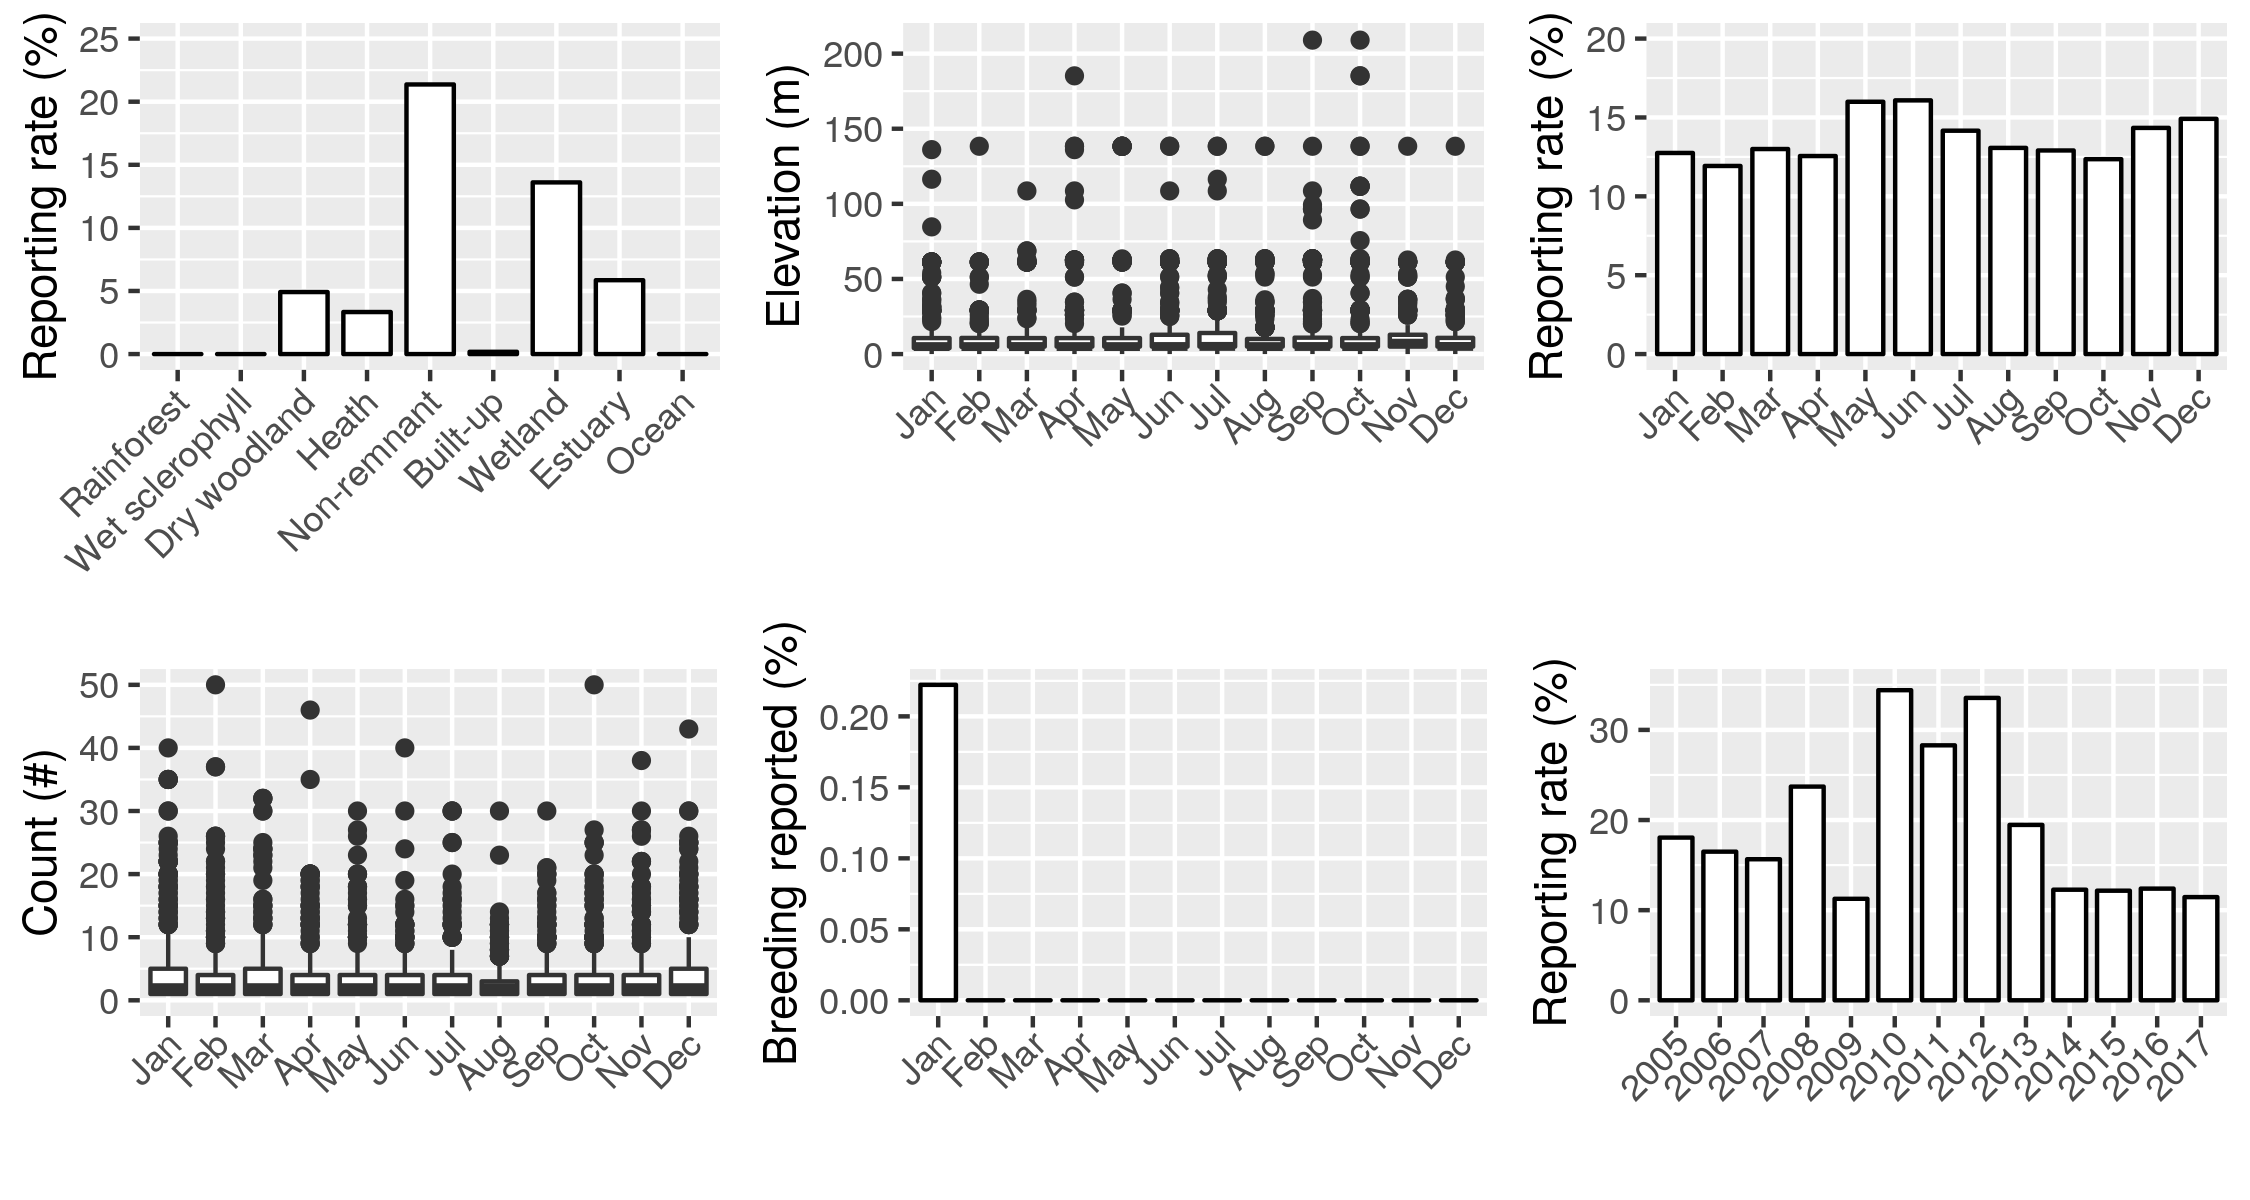 Reporting rate (%)
25
20
15
10
5
0
Rainforest
Wet sclerophyll
Dry woodland
Heath
Non-remnant
Built-up
Wetland
Estuary
Ocean
Elevation (m)
200
150
100
50
0
Jan
Feb
Mar
Apr
May
Jun
Jul
Aug
Sep
Oct
Nov
Dec
Reporting rate (%)
20
15
10
5
0
Jan
Feb
Mar
Apr
May
Jun
Jul
Aug
Sep
Oct
Nov
Dec
Count (#)
50
40
30
20
10
0
Jan
Feb
Mar
Apr
May
Jun
Jul
Aug
Sep
Oct
Nov
Dec
Breeding reported (%)
0.20
0.15
0.10
0.05
0.00
Jan
Feb
Mar
Apr
May
Jun
Jul
Aug
Sep
Oct
Nov
Dec
Reporting rate (%)
30
20
10
0
2005
2006
2007
2008
2009
2010
2011
2012
2013
2014
2015
2016
2017